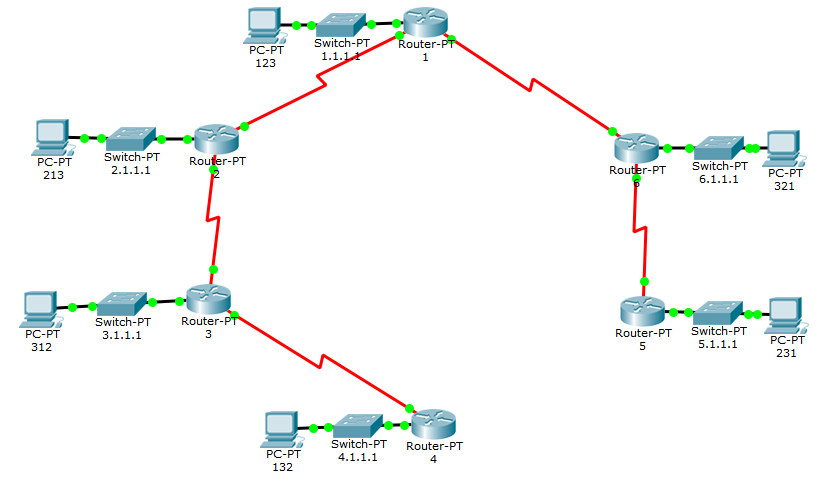 PC-PT
123
Switch-PT
1.1.1.1
Router-PT
1
PC-PT
213
Switch-PT
2.1.1.1
Router-PT
2
Router-PT
6
Switch-PT
6.1.1.1
PC-PT
321
PC-PT
312
Switch-PT
3.1.1.1
Router-PT
3
Router-PT
5
Switch-PT
5.1.1.1
PC-PT
231
PC-PT
132
Switch-PT
4.1.1.1
Router-PT
4